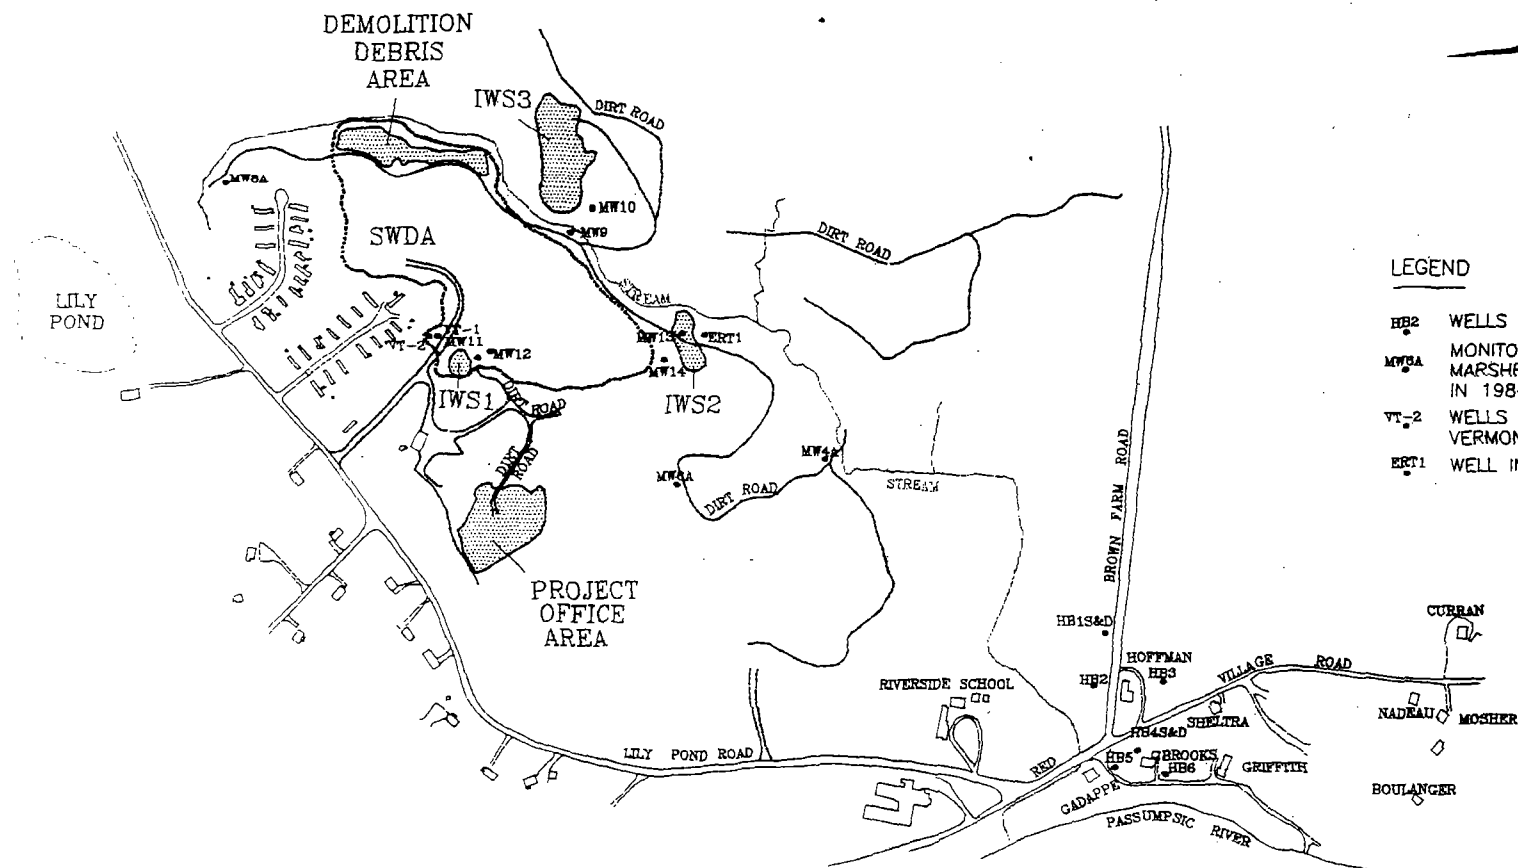 DEMOLITION
DEBRIS
AREA
IWS3
DIRT ROAD
MW10
MW9
SWDA
DIRT ROAD
LILY
POND
STREAM
VT-1
VT-2
MW11
MW12
MW13
ERT1
MW14
IWS1
IWS2
DIRT ROAD
DIRT
ROAD
MW4A
DIRT ROAD
STREAM
BROWN FARM ROAD
PROJECT
OFFICE
AREA
HB1S&D
HOFFMAN
HB2
HB3
RIVERSIDE SCHOOL
RED
VILLAGE
ROAD
CURRAN
NADEAU
MOSHER
SHELTRA
HB4S&D
LILY POND ROAD
HB5
BROOKS
HB6
GRIFFITH
GADAPPE
BOULANGER
PASSUMPSIC RIVER
LEGEND
HB2 WELLS
MONITO
MARSHE
IN 198
VT-2 WELLS
VERMON
ERT1 WELL I